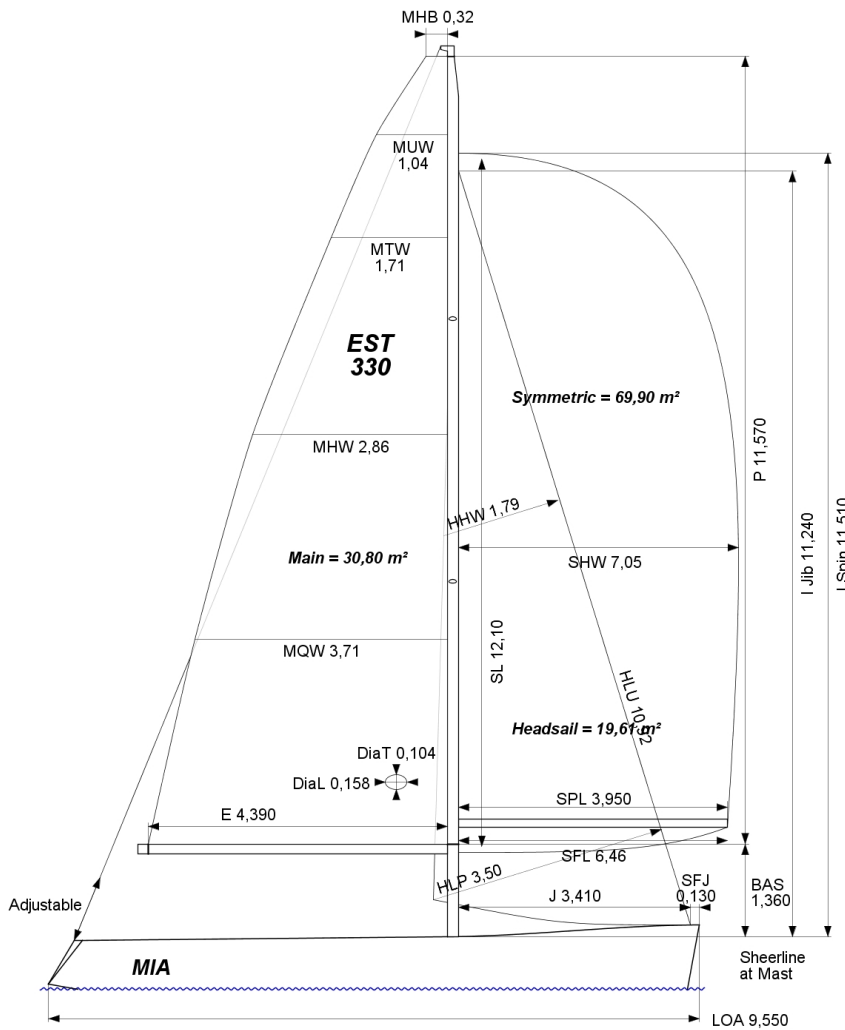 MHB 0,32
MUW
1,04
MTW
1,71
EST
330
Symmetric = 69,90 m²
P 11,570
MHW 2,86
HHW 1,79
I Jib 11,240
I Spin 11,510
Main = 30,80 m²
SHW 7,05
SL 12,10
MQW 3,71
HLU
Headsail = 19,61 m²
DiaT 0,104
DiaL 0,158
SPL 3,950
E 4,390
SFL 6,46
HLP 3,50
SFJ
0,130
J 3,410
BAS
1,360
Adjustable
Sheerline
at Mast
MIA
LOA 9,550